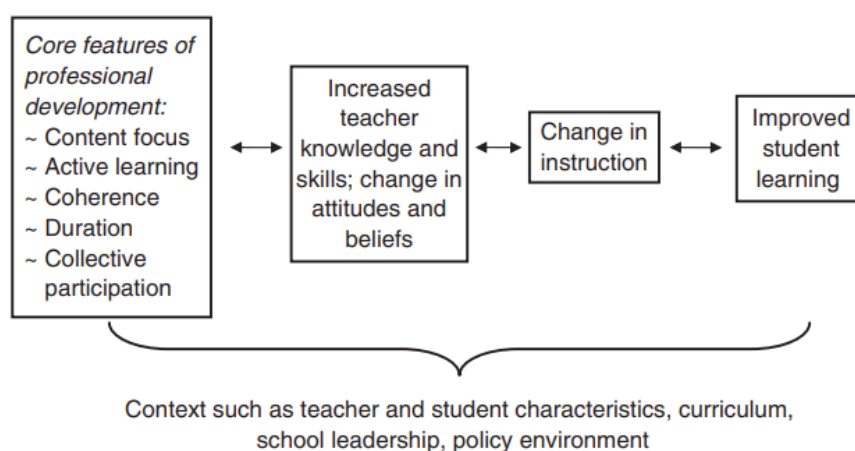 Core features of
professional
development:
~ Content focus
~ Active learning
~ Coherence
~ Duration
~ Collective
participation
Increased
teacher
knowledge and
skills; change in
attitudes and
beliefs
Change in
instruction
Improved
student
learning
Context such as teacher and student characteristics, curriculum,
school leadership, policy environment